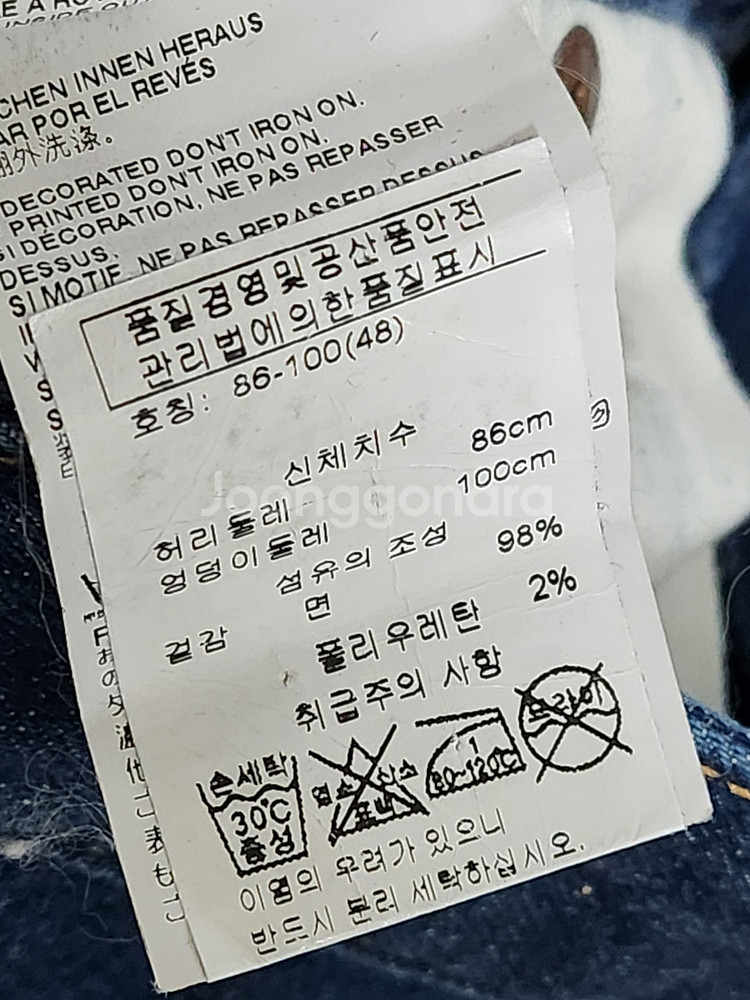 INSIDE OUT
CHEN INNEN HERAUS
AR POR EL REVÉS
翻外洗涤。
DECORATED DON'T IRON ON.
PRINTED DON'T IRON ON.
SI DÉCORATION, NE PAS REPASSER
DESSUS.
SI MOTIF, NE PAS REPASSER DESSUS
품질경영및공산품안전
관리법에의한품질표시
호칭: 86-100(48)
신체치수
허리둘레 86cm
엉덩이둘레 100cm
섬유의 조성
겉감 면 98%
폴리우레탄 2%
취급주의 사항
손세탁
30℃
중성
염소 산소
표백
1
80~120℃
드라이
이염의 우려가 있으니
반드시 분리 세탁하십시오.
Joonggonara